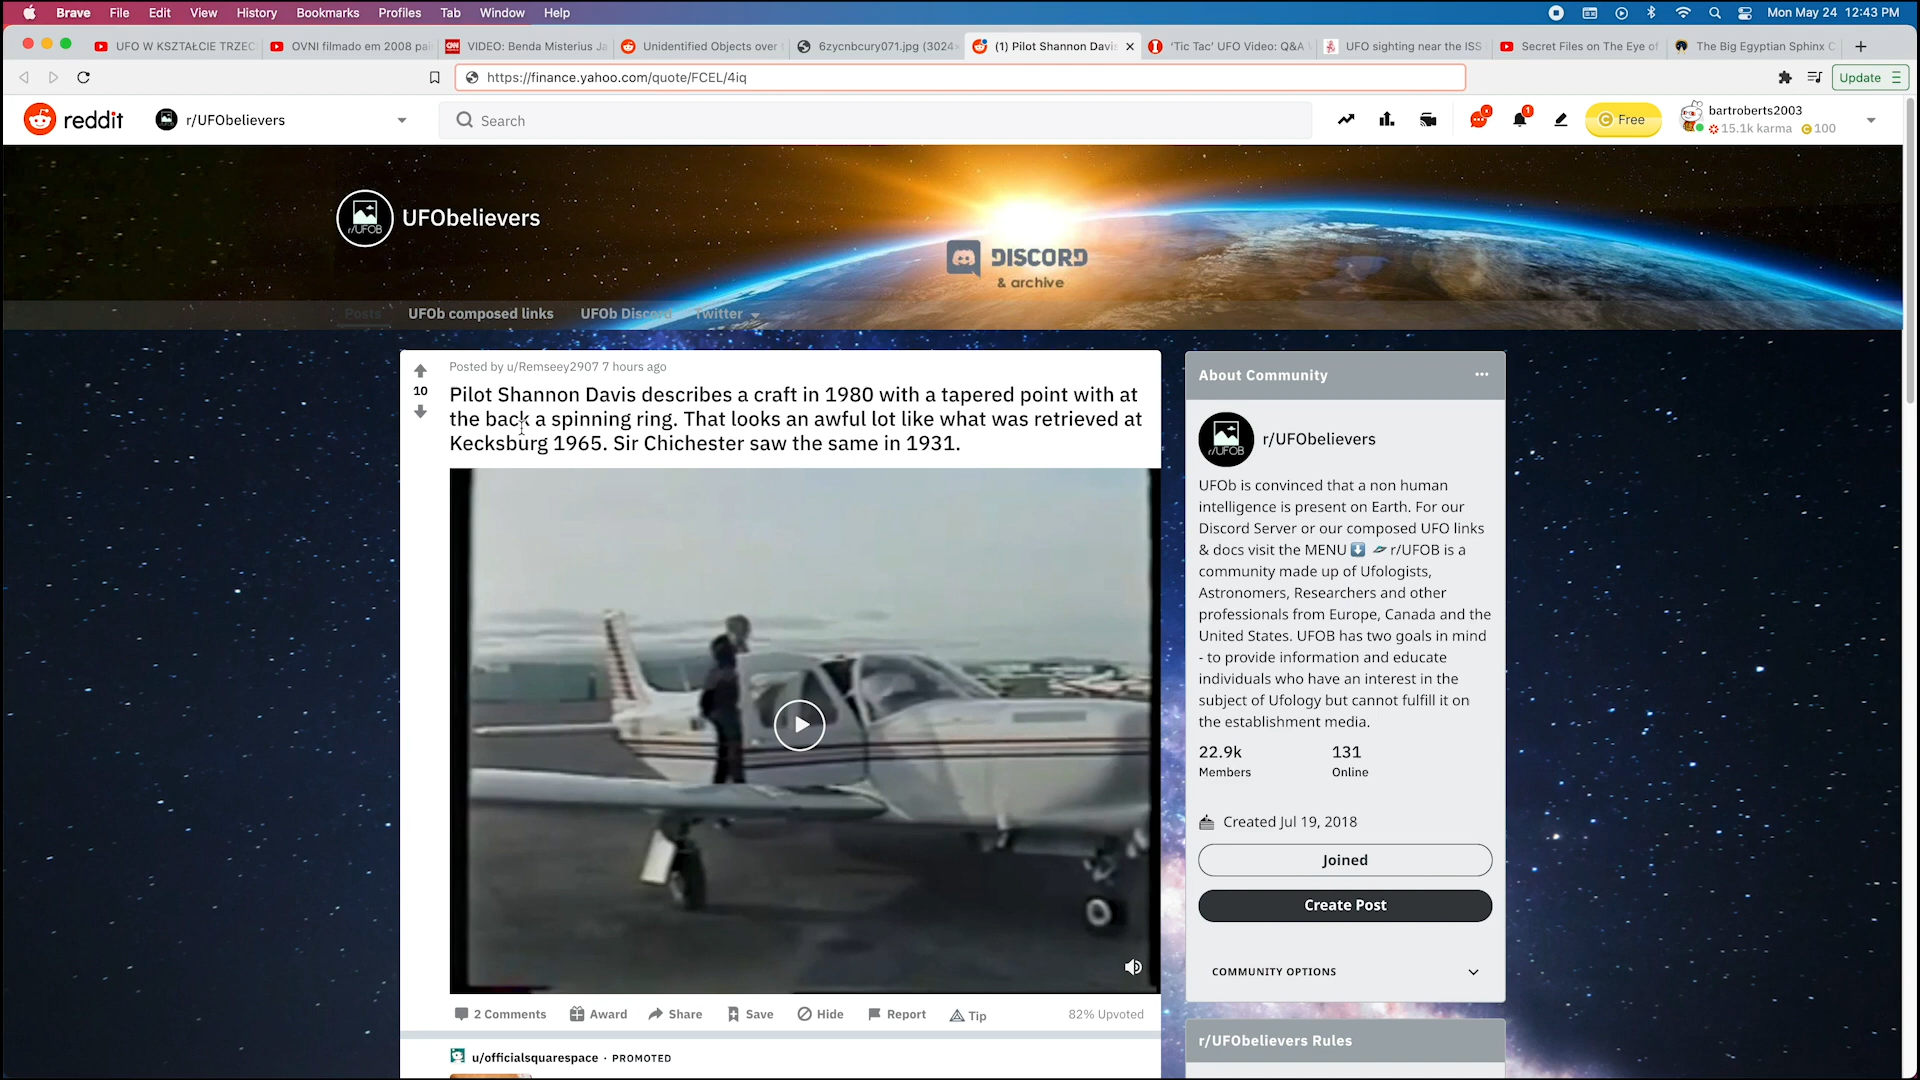 Brave File Edit View History Bookmarks Profiles Tab Window Help Mon May 24 12:43 PM
UFO W KSZTAŁCIE TRZEC OVNI filmado em 2008 pai VIDEO: Benda Misterius Ja Unidentified Objects over 6zycnbcury071.jpg (3024× (1) Pilot Shannon Davis 'Tic Tac' UFO Video: Q&A UFO sighting near the ISS Secret Files on The Eye of The Big Egyptian Sphinx C
https://finance.yahoo.com/quote/FCEL/4iq Update
reddit r/UFObelievers Search Free bartroberts2003
15.1k karma 100
r/UFOB UFObelievers
DISCORD
& archive
Posts UFOb composed links UFOb Discord Twitter
Posted by u/Remseey2907 7 hours ago
10
Pilot Shannon Davis describes a craft in 1980 with a tapered point with at
the back a spinning ring. That looks an awful lot like what was retrieved at
Kecksburg 1965. Sir Chichester saw the same in 1931.
2 Comments Award Share Save Hide Report Tip 82% Upvoted
u/officialsquarespace · PROMOTED
About Community
r/UFOB r/UFObelievers
UFOb is convinced that a non human
intelligence is present on Earth. For our
Discord Server or our composed UFO links
& docs visit the MENU r/UFOB is a
community made up of Ufologists,
Astronomers, Researchers and other
professionals from Europe, Canada and the
United States. UFOB has two goals in mind
- to provide information and educate
individuals who have an interest in the
subject of Ufology but cannot fulfill it on
the establishment media.
22.9k 131
Members Online
Created Jul 19, 2018
Joined
Create Post
COMMUNITY OPTIONS
r/UFObelievers Rules